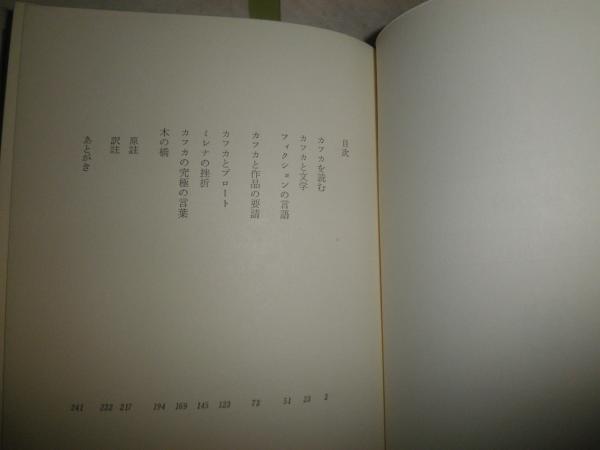 目次
カフカを読む 2
カフカと文学 23
フィクションの言語 51
カフカと作品の要請 73
カフカとブロート 123
ミレナの挫折 145
カフカの究極の言葉 169
木の橋 194
原註 217
訳註 232
あとがき 241